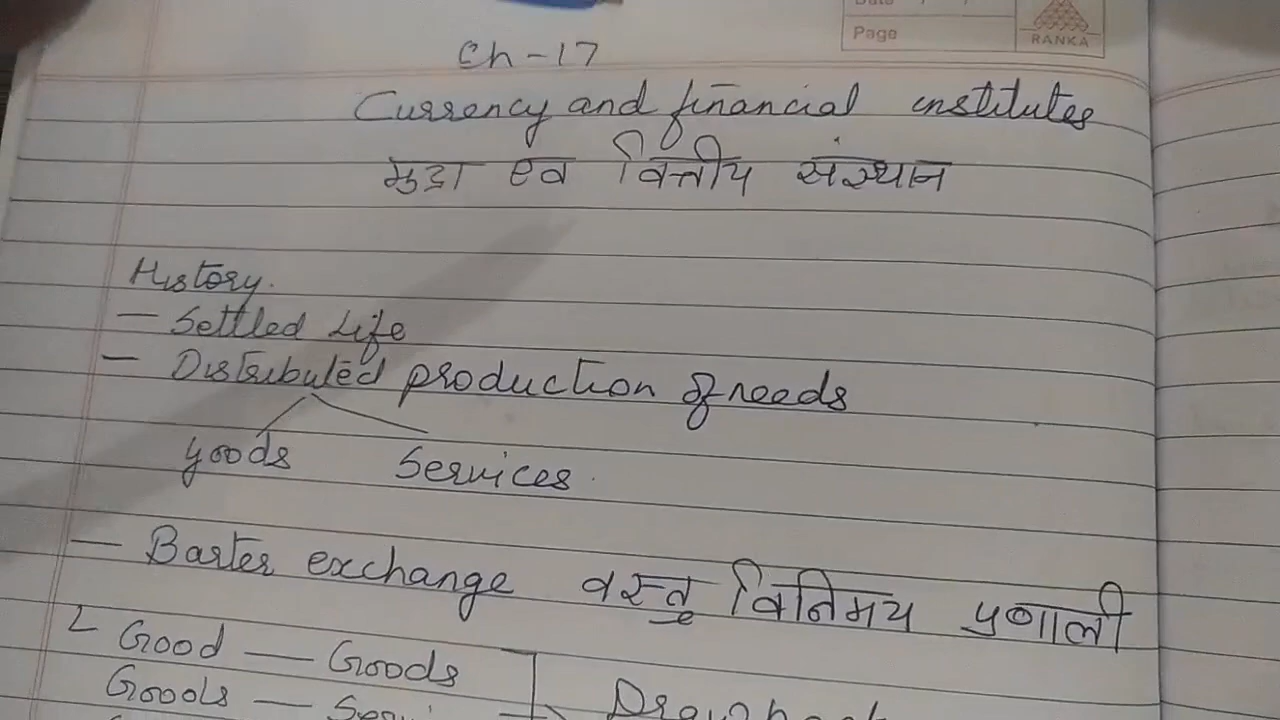 Page
RANKA
Ch-17
Currency and financial institutes
मुद्रा एव वित्तीय संस्थान
History.
— Settled Life
— Distributed production of needs
goods Services.
— Barter exchange वस्तु विनिमय प्रणाली
Good — Goods
Goods —